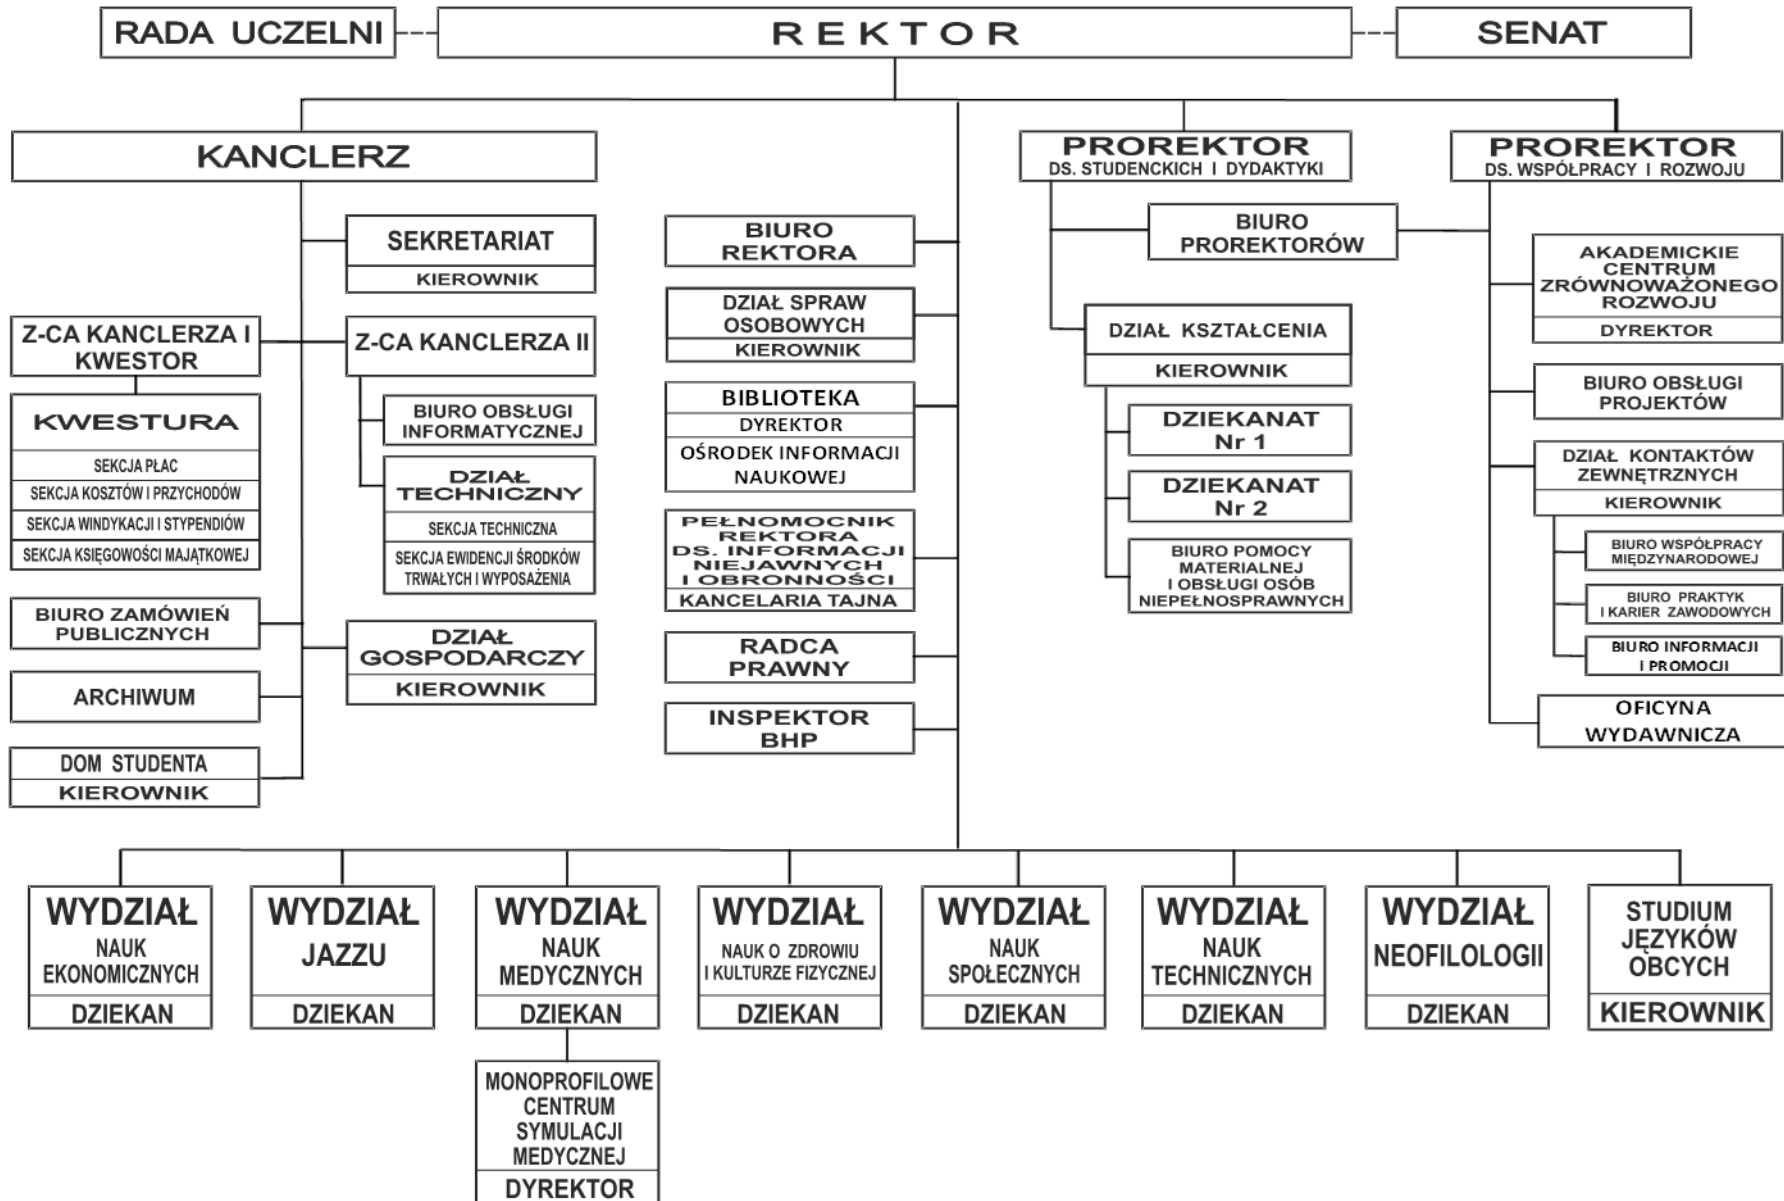 RADA UCZELNI
REKTOR
SENAT
KANCLERZ
PROREKTOR
DS. STUDENCKICH I DYDAKTYKI
PROREKTOR
DS. WSPÓŁPRACY I ROZWOJU
SEKRETARIAT
KIEROWNIK
Z-CA KANCLERZA I
KWESTOR
Z-CA KANCLERZA II
KWESTURA
SEKCJA PŁAC
SEKCJA KOSZTÓW I PRZYCHODÓW
SEKCJA WINDYKACJI I STYPENDIÓW
SEKCJA KSIĘGOWOŚCI MAJĄTKOWEJ
BIURO OBSŁUGI
INFORMATYCZNEJ
DZIAŁ
TECHNICZNY
SEKCJA TECHNICZNA
SEKCJA EWIDENCJI ŚRODKÓW
TRWAŁYCH I WYPOSAŻENIA
BIURO ZAMÓWIEŃ
PUBLICZNYCH
DZIAŁ
GOSPODARCZY
KIEROWNIK
ARCHIWUM
DOM STUDENTA
KIEROWNIK
BIURO
REKTORA
DZIAŁ SPRAW
OSOBOWYCH
KIEROWNIK
BIBLIOTEKA
DYREKTOR
OŚRODEK INFORMACJI
NAUKOWEJ
PEŁNOMOCNIK
REKTORA
DS. INFORMACJI
NIEJAWNYCH
I OBRONNOŚCI
KANCELARIA TAJNA
RADCA
PRAWNY
INSPEKTOR
BHP
BIURO
PROREKTORÓW
DZIAŁ KSZTAŁCENIA
KIEROWNIK
DZIEKANAT
Nr 1
DZIEKANAT
Nr 2
BIURO POMOCY
MATERIALNEJ
I OBSŁUGI OSÓB
NIEPEŁNOSPRAWNYCH
AKADEMICKIE
CENTRUM
ZRÓWNOWAŻONEGO
ROZWOJU
DYREKTOR
BIURO OBSŁUGI
PROJEKTÓW
DZIAŁ KONTAKTÓW
ZEWNĘTRZNYCH
KIEROWNIK
BIURO WSPÓŁPRACY
MIĘDZYNARODOWEJ
BIURO PRAKTYK
I KARIER ZAWODOWYCH
BIURO INFORMACJI
I PROMOCJI
OFICYNA
WYDAWNICZA
WYDZIAŁ
NAUK
EKONOMICZNYCH
DZIEKAN
WYDZIAŁ
JAZZU
DZIEKAN
WYDZIAŁ
NAUK
MEDYCZNYCH
DZIEKAN
MONOPROFILOWE
CENTRUM
SYMULACJI
MEDYCZNEJ
DYREKTOR
WYDZIAŁ
NAUK O ZDROWIU
I KULTURZE FIZYCZNEJ
DZIEKAN
WYDZIAŁ
NAUK
SPOŁECZNYCH
DZIEKAN
WYDZIAŁ
NAUK
TECHNICZNYCH
DZIEKAN
WYDZIAŁ
NEOFILOLOGII
DZIEKAN
STUDIUM
JĘZYKÓW
OBCYCH
KIEROWNIK